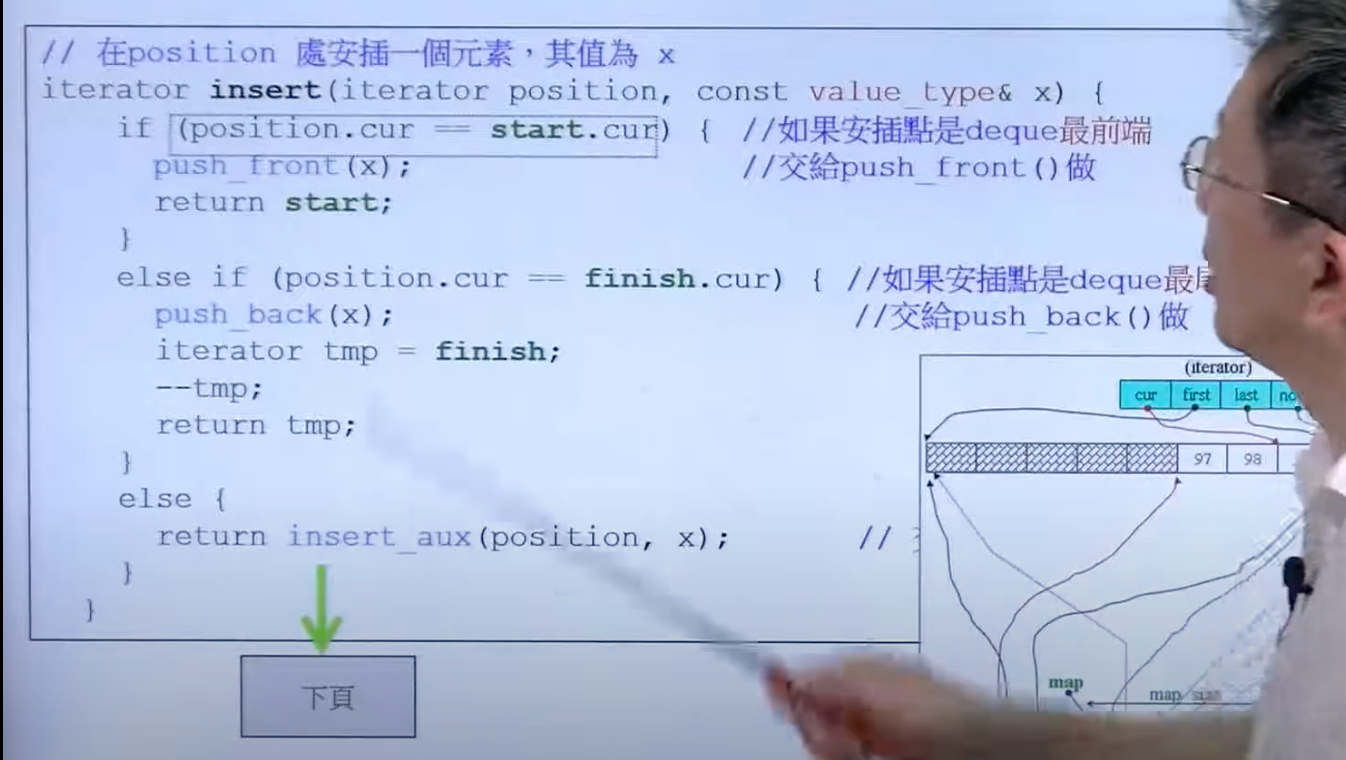 // 在position 處安插一個元素，其值為 x
iterator insert(iterator position, const value_type& x) {
if (position.cur == start.cur) { //如果安插點是deque最前端
push_front(x); //交給push_front()做
return start;
}
else if (position.cur == finish.cur) { //如果安插點是deque最
push_back(x); //交給push_back()做
iterator tmp = finish;
--tmp;
return tmp;
}
else {
return insert_aux(position, x); //
}
}
下頁
(iterator)
cur first last
97 98
map
map_size